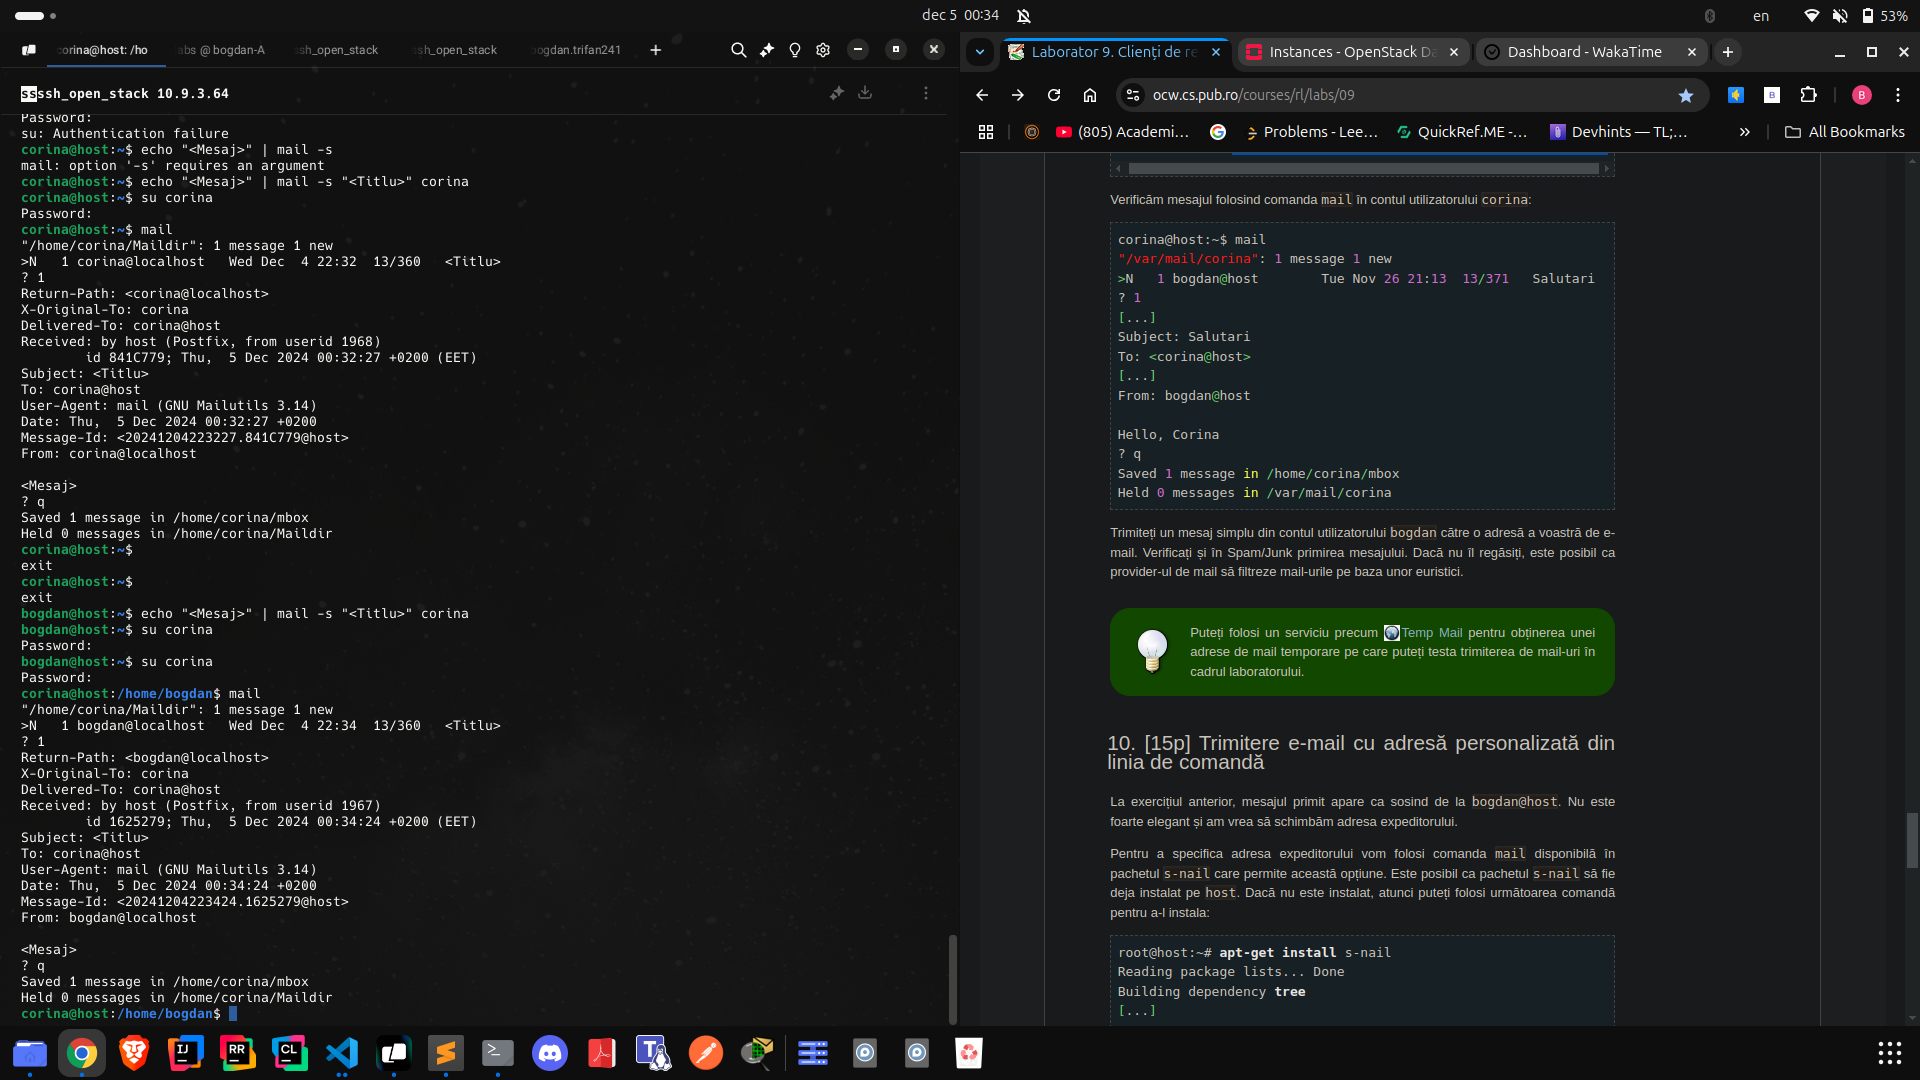 dec 5 00:34
en
53%
corina@host: /ho
abs @ bogdan-A
ssh_open_stack
ssh_open_stack
bogdan.trifan241
ssssh_open_stack 10.9.3.64
Password:
su: Authentication failure
corina@host:~$ echo "<Mesaj>" | mail -s
mail: option '-s' requires an argument
corina@host:~$ echo "<Mesaj>" | mail -s "<Titlu>" corina
corina@host:~$ su corina
Password:
corina@host:~$ mail
"/home/corina/Maildir": 1 message 1 new
>N   1 corina@localhost   Wed Dec  4 22:32  13/360   <Titlu>
? 1
Return-Path: <corina@localhost>
X-Original-To: corina
Delivered-To: corina@host
Received: by host (Postfix, from userid 1968)
        id 841C779; Thu,  5 Dec 2024 00:32:27 +0200 (EET)
Subject: <Titlu>
To: corina@host
User-Agent: mail (GNU Mailutils 3.14)
Date: Thu,  5 Dec 2024 00:32:27 +0200
Message-Id: <20241204223227.841C779@host>
From: corina@localhost
<Mesaj>
? q
Saved 1 message in /home/corina/mbox
Held 0 messages in /home/corina/Maildir
corina@host:~$
exit
corina@host:~$
exit
bogdan@host:~$ echo "<Mesaj>" | mail -s "<Titlu>" corina
bogdan@host:~$ su corina
Password:
bogdan@host:~$ su corina
Password:
corina@host:/home/bogdan$ mail
"/home/corina/Maildir": 1 message 1 new
>N   1 bogdan@localhost   Wed Dec  4 22:34  13/360   <Titlu>
? 1
Return-Path: <bogdan@localhost>
X-Original-To: corina
Delivered-To: corina@host
Received: by host (Postfix, from userid 1967)
        id 1625279; Thu,  5 Dec 2024 00:34:24 +0200 (EET)
Subject: <Titlu>
To: corina@host
User-Agent: mail (GNU Mailutils 3.14)
Date: Thu,  5 Dec 2024 00:34:24 +0200
Message-Id: <20241204223424.1625279@host>
From: bogdan@localhost
<Mesaj>
? q
Saved 1 message in /home/corina/mbox
Held 0 messages in /home/corina/Maildir
corina@host:/home/bogdan$
Laborator 9. Clienți de re
Instances - OpenStack Da
Dashboard - WakaTime
ocw.cs.pub.ro/courses/rl/labs/09
B
B
(805) Academi...
Problems - Lee...
QuickRef.ME -...
Devhints — TL;...
»
All Bookmarks
Verificăm mesajul folosind comanda mail în contul utilizatorului corina:
corina@host:~$ mail
"/var/mail/corina": 1 message 1 new
>N   1 bogdan@host        Tue Nov 26 21:13  13/371   Salutari
? 1
[...]
Subject: Salutari
To: <corina@host>
[...]
From: bogdan@host
Hello, Corina
? q
Saved 1 message in /home/corina/mbox
Held 0 messages in /var/mail/corina
Trimiteți un mesaj simplu din contul utilizatorului bogdan către o adresă a voastră de e-
mail. Verificați și în Spam/Junk primirea mesajului. Dacă nu îl regăsiți, este posibil ca
provider-ul de mail să filtreze mail-urile pe baza unor euristici.
Puteți folosi un serviciu precum Temp Mail pentru obținerea unei
adrese de mail temporare pe care puteți testa trimiterea de mail-uri în
cadrul laboratorului.
10. [15p] Trimitere e-mail cu adresă personalizată din
linia de comandă
La exercițiul anterior, mesajul primit apare ca sosind de la bogdan@host. Nu este
foarte elegant și am vrea să schimbăm adresa expeditorului.
Pentru a specifica adresa expeditorului vom folosi comanda mail disponibilă în
pachetul s-nail care permite această opțiune. Este posibil ca pachetul s-nail să fie
deja instalat pe host. Dacă nu este instalat, atunci puteți folosi următoarea comandă
pentru a-l instala:
root@host:~# apt-get install s-nail
Reading package lists... Done
Building dependency tree
[...]
IJ
RR
CL
T